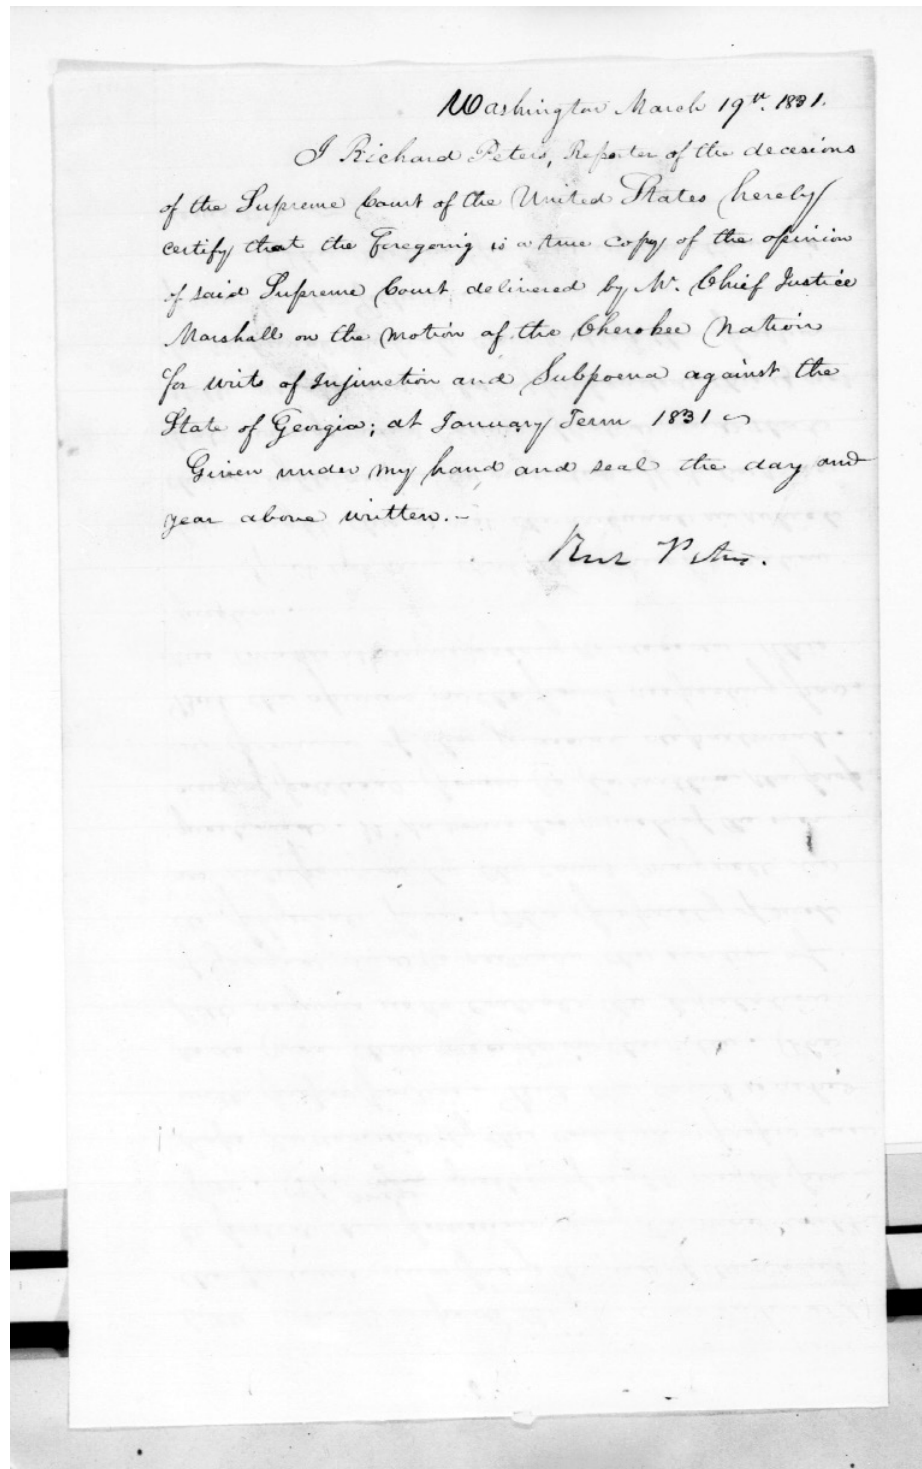 Washington March 19th. 1831.
I Richard Peters, Reporter of the decesions
of the Supreme Court of the United States hereby
certify that the foregoing is a true copy of the opinion
of said Supreme Court delivered by Mr. Chief Justice
Marshall on the motion of the Cherokee Nation
for writs of Injunction and Subpoena against the
State of Georgia; at January Term 1831
Given under my hand and seal the day and
year above written.
Rich Peters.